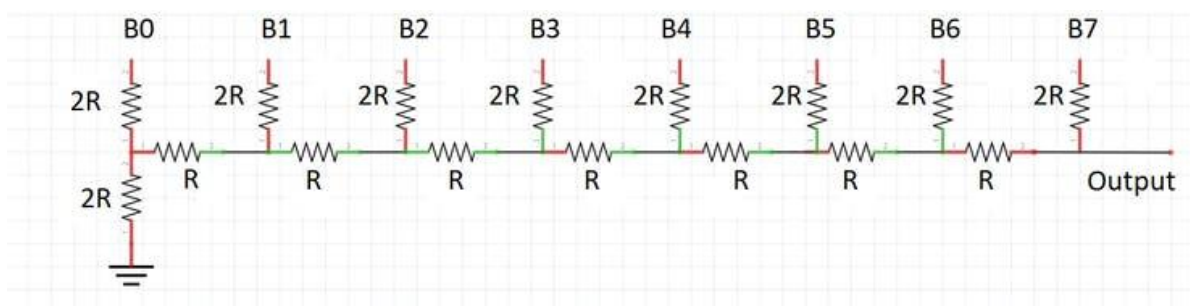 B0 B1 B2 B3 B4 B5 B6 B7
2R 2R 2R 2R 2R 2R 2R 2R
R R R R R R R Output
2R